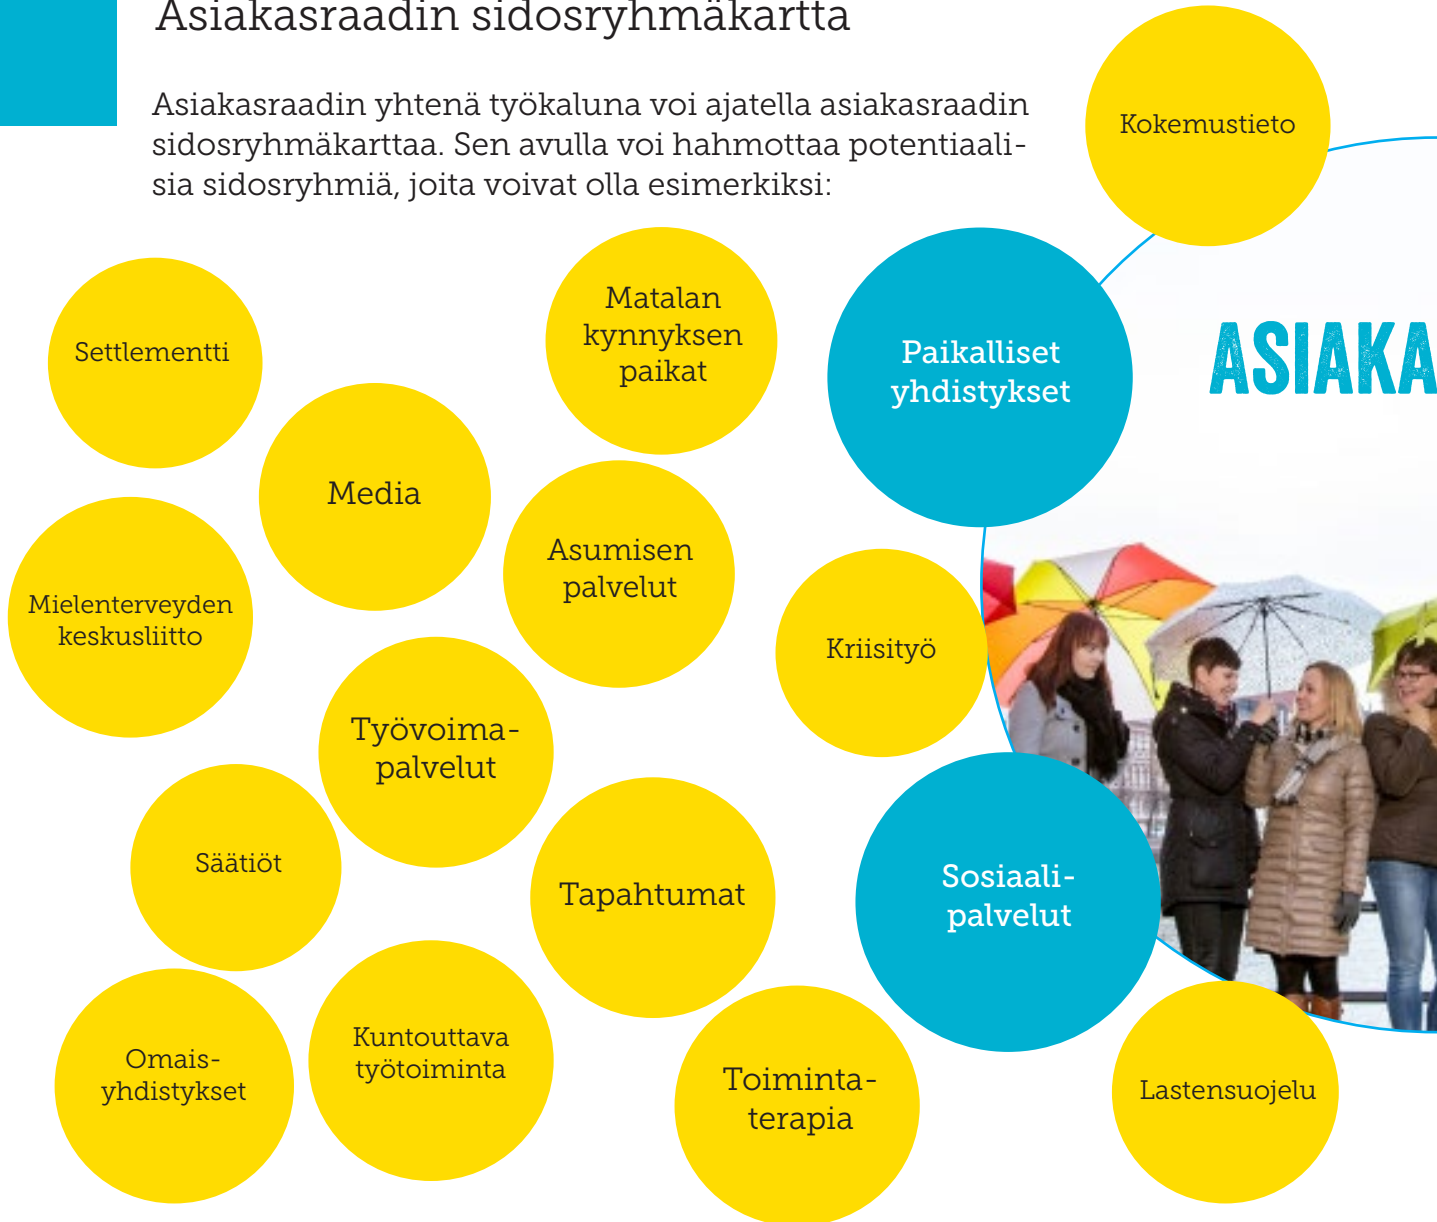 Asiakasraadin sidosryhmäkartta
Asiakasraadin yhtenä työkaluna voi ajatella asiakasraadin
sidosryhmäkarttaa. Sen avulla voi hahmottaa potentiaali-
sia sidosryhmiä, joita voivat olla esimerkiksi:
Kokemustieto
Settlementti
Matalan
kynnyksen
paikat
Paikalliset
yhdistykset
ASIAKA
Media
Asumisen
palvelut
Mielenterveyden
keskusliitto
Kriisityö
Työvoima-
palvelut
Säätiöt
Tapahtumat
Sosiaali-
palvelut
Omais-
yhdistykset
Kuntouttava
työtoiminta
Toiminta-
terapia
Lastensuojelu